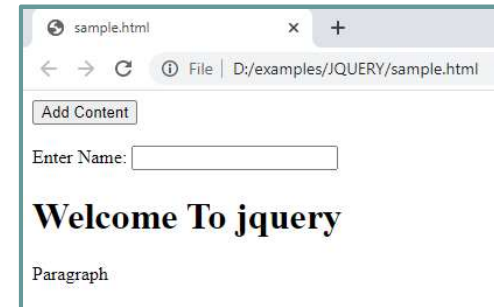 sample.html
File | D:/examples/JQUERY/sample.html
Add Content
Enter Name:
Welcome To jquery
Paragraph